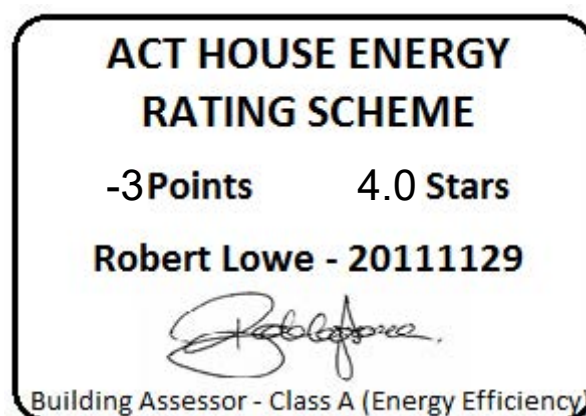 ACT HOUSE ENERGY
RATING SCHEME
-3Points 4.0 Stars
Robert Lowe - 20111129
Building Assessor - Class A (Energy Efficiency)